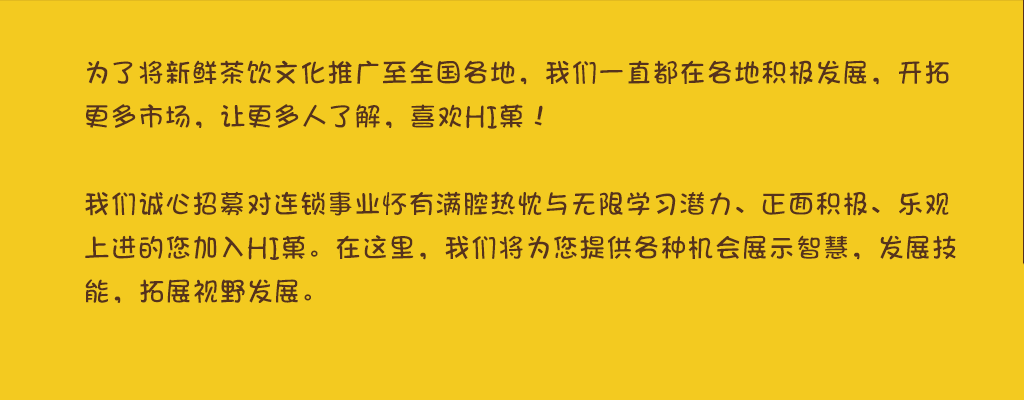 为了将新鲜茶饮文化推广至全国各地，我们一直都在各地积极发展，开拓
更多市场，让更多人了解，喜欢HI菓！
我们诚心招募对连锁事业怀有满腔热忱与无限学习潜力、正面积极、乐观
上进的您加入HI菓。在这里，我们将为您提供各种机会展示智慧，发展技
能，拓展视野发展。